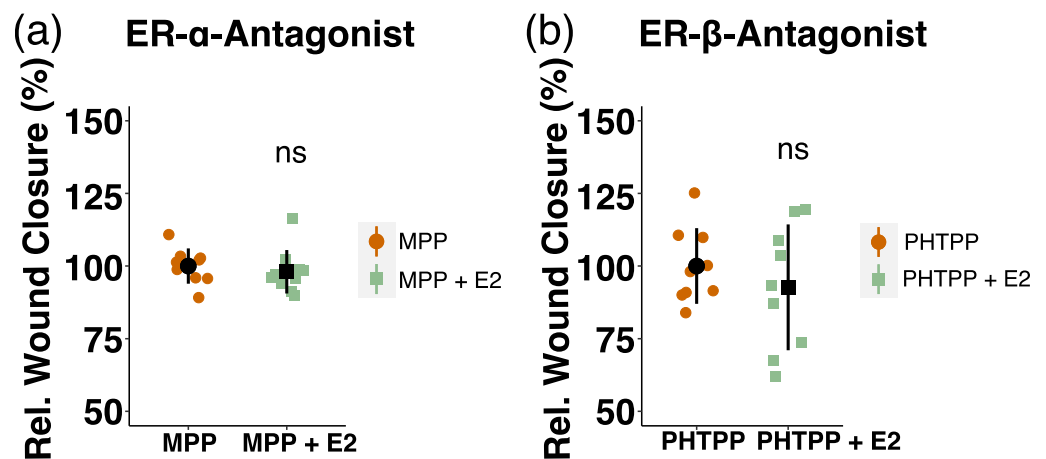 (a) ER-α-Antagonist
Rel. Wound Closure (%)
150
125
100
75
50
ns
MPP
MPP + E2
MPP
MPP + E2
(b) ER-β-Antagonist
Rel. Wound Closure (%)
150
125
100
75
50
ns
PHTPP
PHTPP + E2
PHTPP
PHTPP + E2